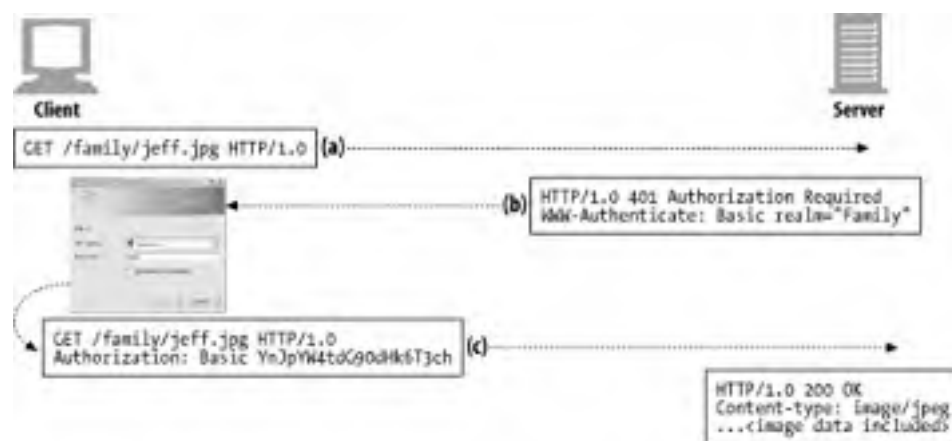 Client
Server
GET /family/jeff.jpg HTTP/1.0
(a)
(b)
HTTP/1.0 401 Authorization Required
WWW-Authenticate: Basic realm="Family"
GET /family/jeff.jpg HTTP/1.0
Authorization: Basic YnJpYW4tdG90dHk6T3ch
(c)
HTTP/1.0 200 OK
Content-type: image/jpeg
...<image data included>